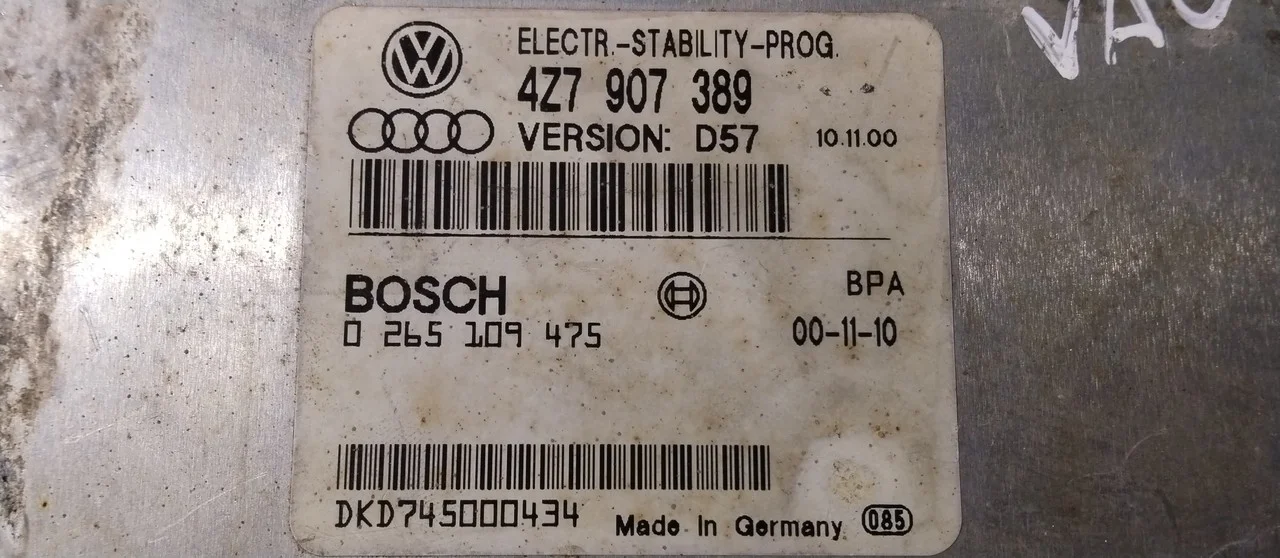 VAG
ELECTR.-STABILITY-PROG.
4Z7 907 389
VERSION: D57 10.11.00
BOSCH
BPA
0 265 109 475 00-11-10
DKD745000434
Made In Germany 085